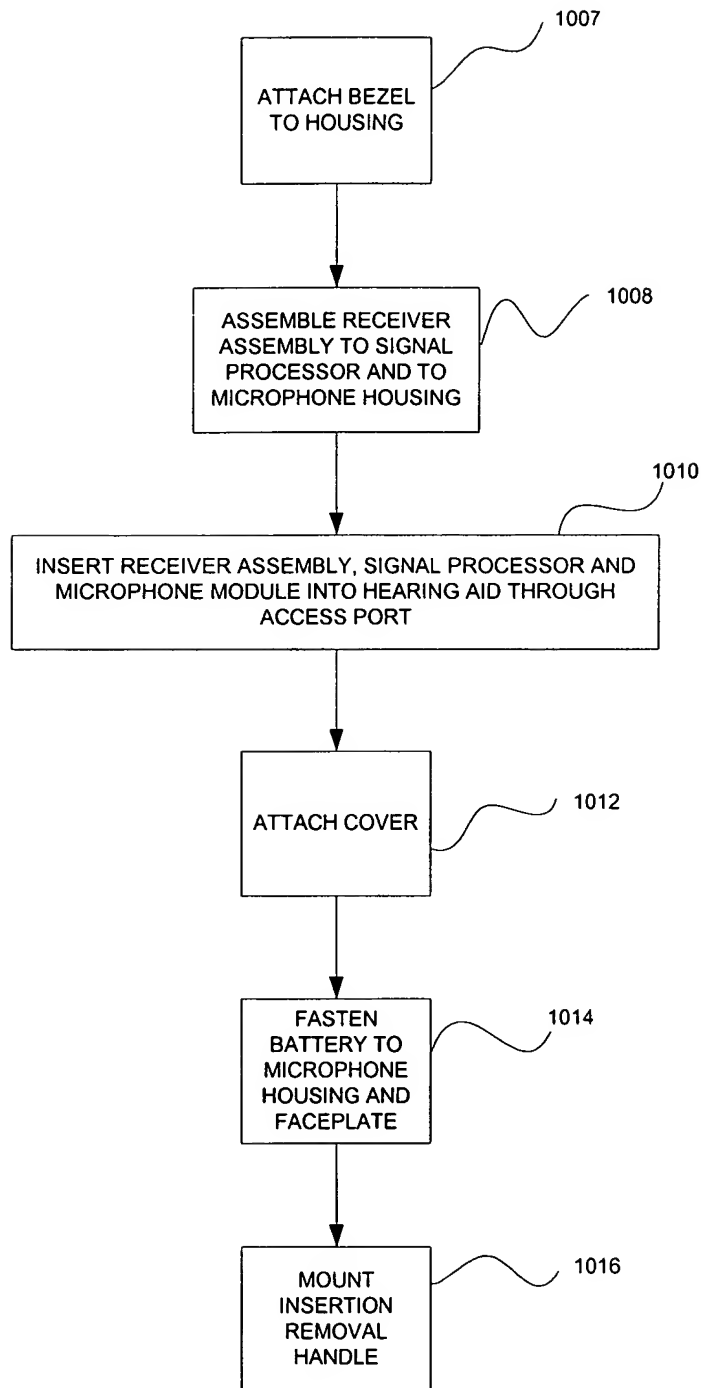 1007
ATTACH BEZEL
TO HOUSING
1008
ASSEMBLE RECEIVER
ASSEMBLY TO SIGNAL
PROCESSOR AND TO
MICROPHONE HOUSING
1010
INSERT RECEIVER ASSEMBLY, SIGNAL PROCESSOR AND
MICROPHONE MODULE INTO HEARING AID THROUGH
ACCESS PORT
ATTACH COVER
1012
FASTEN
BATTERY TO
MICROPHONE
HOUSING AND
FACEPLATE
1014
MOUNT
INSERTION
REMOVAL
HANDLE
1016